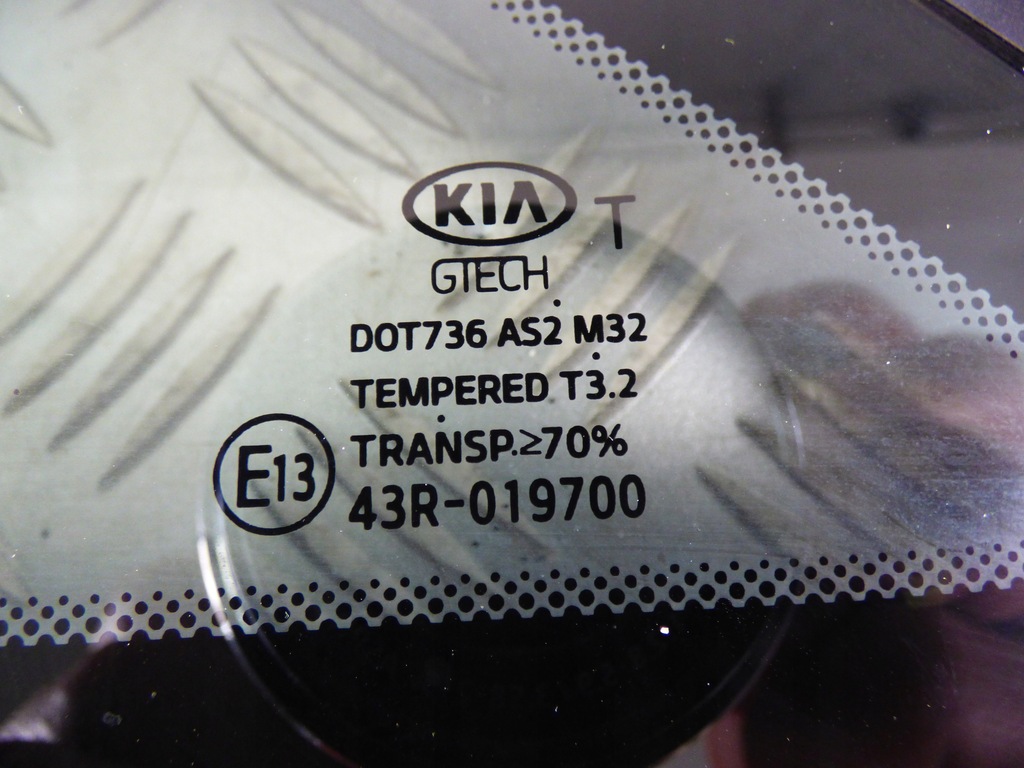 KIA T
GTECH
DOT736 AS2 M32
TEMPERED T3.2
TRANSP.≥70%
E13
43R-019700